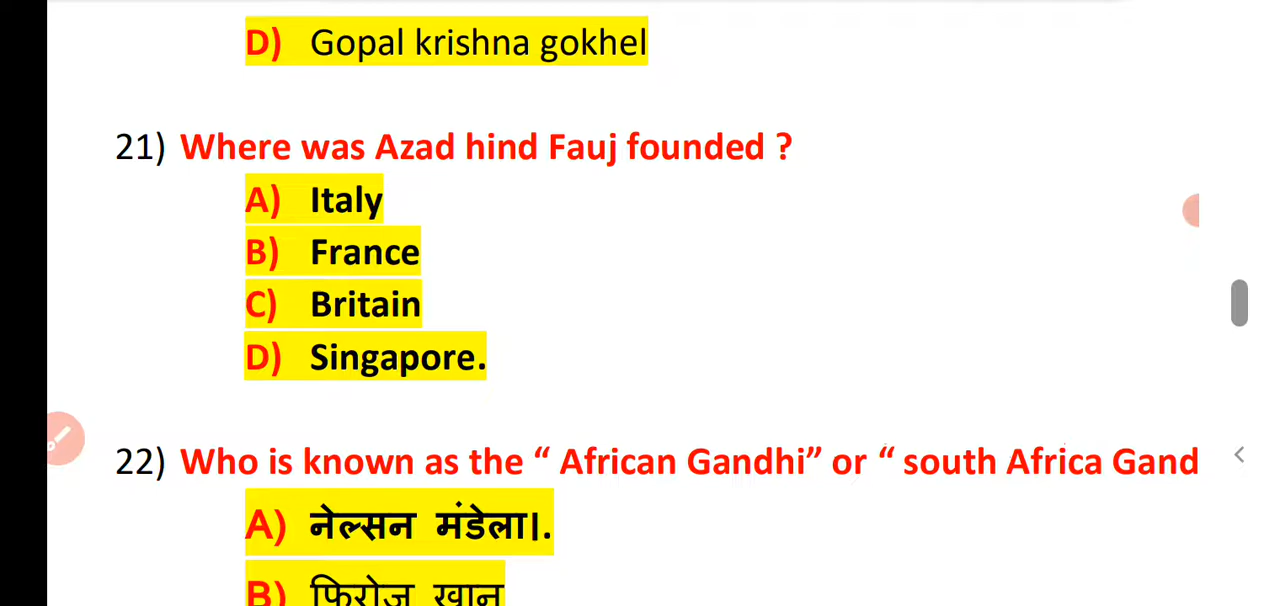 D) Gopal krishna gokhel
21) Where was Azad hind Fauj founded ?
A) Italy
B) France
C) Britain
D) Singapore.
22) Who is known as the “ African Gandhi” or “ south Africa Gand
A) नेल्सन मंडेला।.
B) फिरोज खान